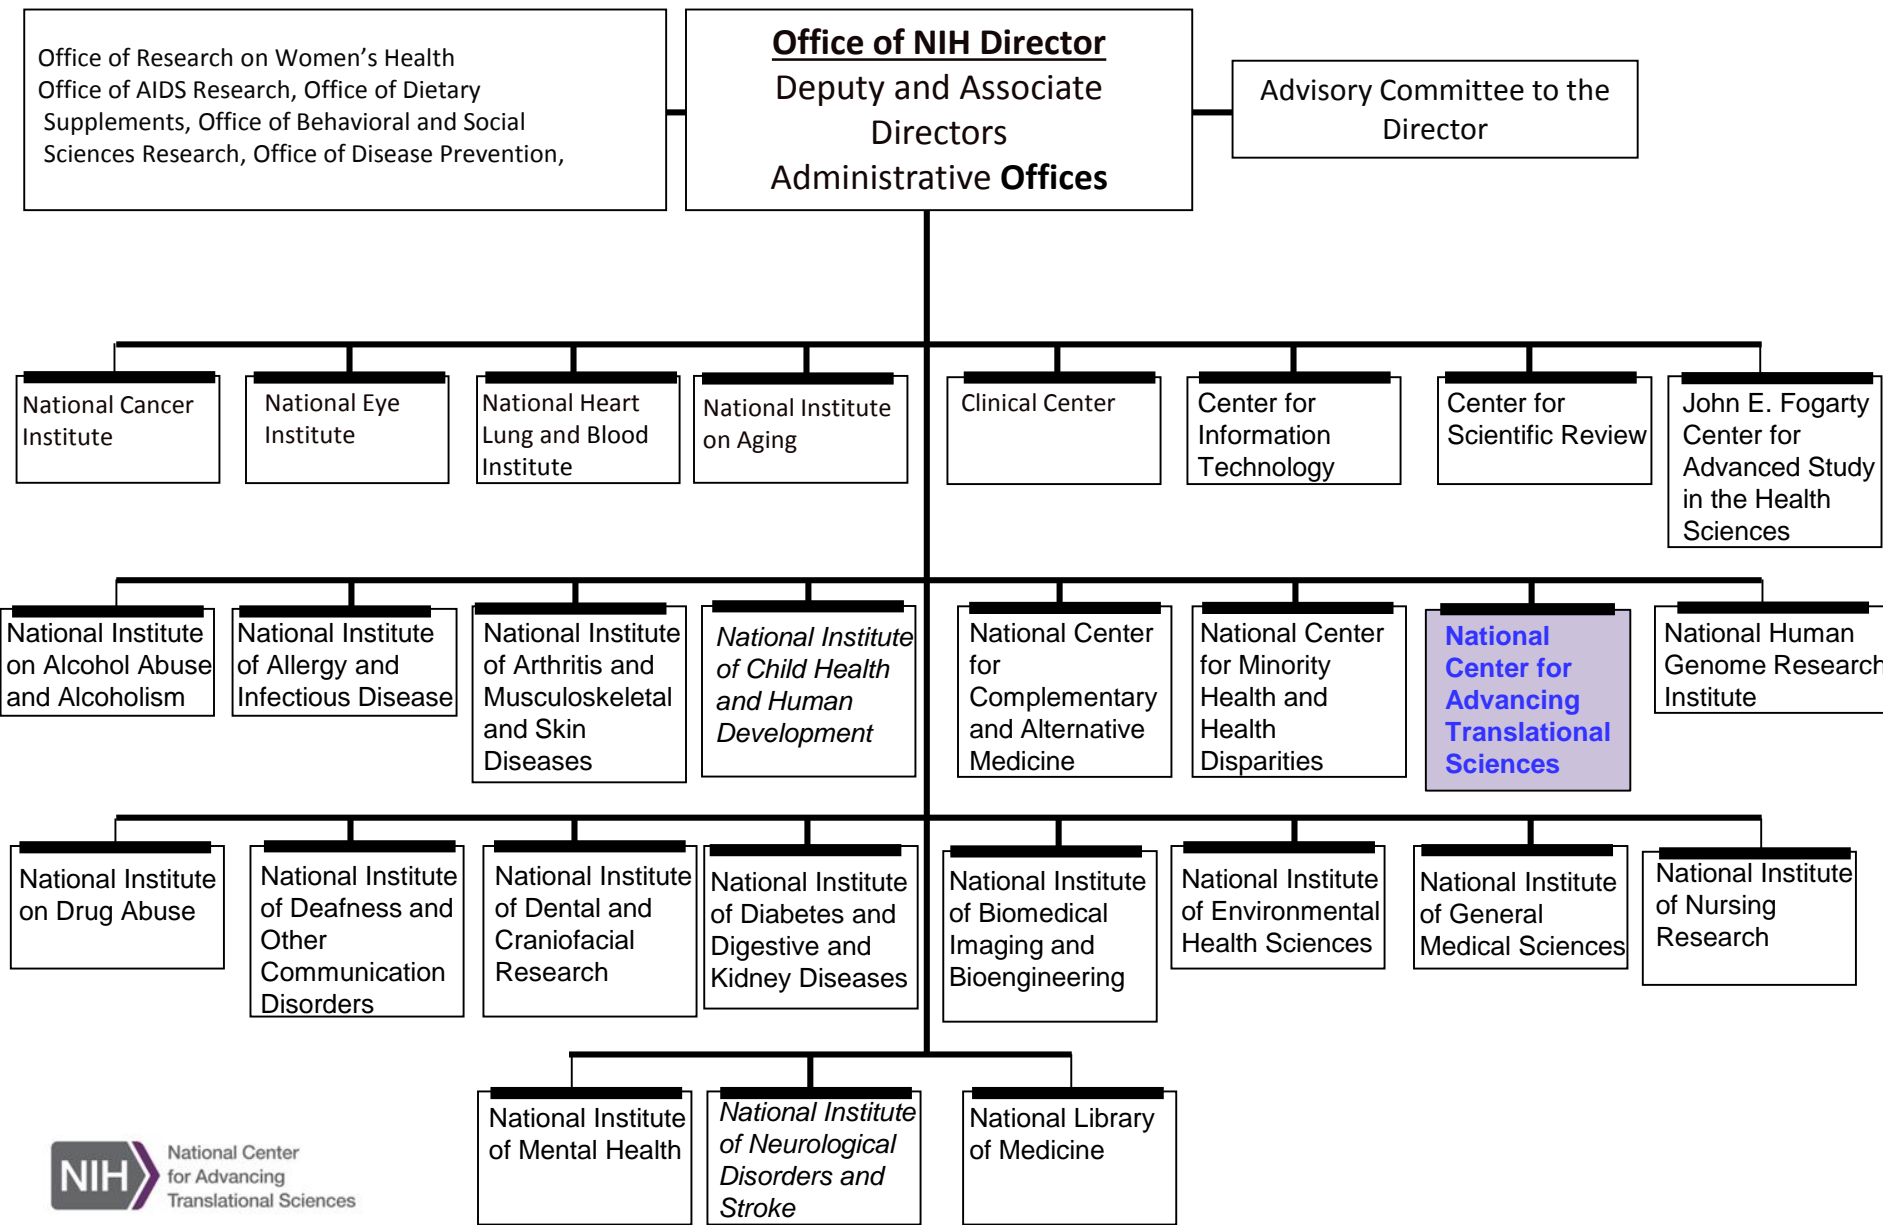 Office of Research on Women’s Health
Office of AIDS Research, Office of Dietary
Supplements, Office of Behavioral and Social
Sciences Research, Office of Disease Prevention,
Office of NIH Director
Deputy and Associate
Directors
Administrative Offices
Advisory Committee to the
Director
National Cancer
Institute
National Eye
Institute
National Heart
Lung and Blood
Institute
National Institute
on Aging
Clinical Center
Center for
Information
Technology
Center for
Scientific Review
John E. Fogarty
Center for
Advanced Study
in the Health
Sciences
National Institute
on Alcohol Abuse
and Alcoholism
National Institute
of Allergy and
Infectious Disease
National Institute
of Arthritis and
Musculoskeletal
and Skin
Diseases
National Institute
of Child Health
and Human
Development
National Center
for
Complementary
and Alternative
Medicine
National Center
for Minority
Health and
Health
Disparities
National
Center for
Advancing
Translational
Sciences
National Human
Genome Research
Institute
National Institute
on Drug Abuse
National Institute
of Deafness and
Other
Communication
Disorders
National Institute
of Dental and
Craniofacial
Research
National Institute
of Diabetes and
Digestive and
Kidney Diseases
National Institute
of Biomedical
Imaging and
Bioengineering
National Institute
of Environmental
Health Sciences
National Institute
of General
Medical Sciences
National Institute
of Nursing
Research
National Institute
of Mental Health
National Institute
of Neurological
Disorders and
Stroke
National Library
of Medicine
NIH
National Center
for Advancing
Translational Sciences